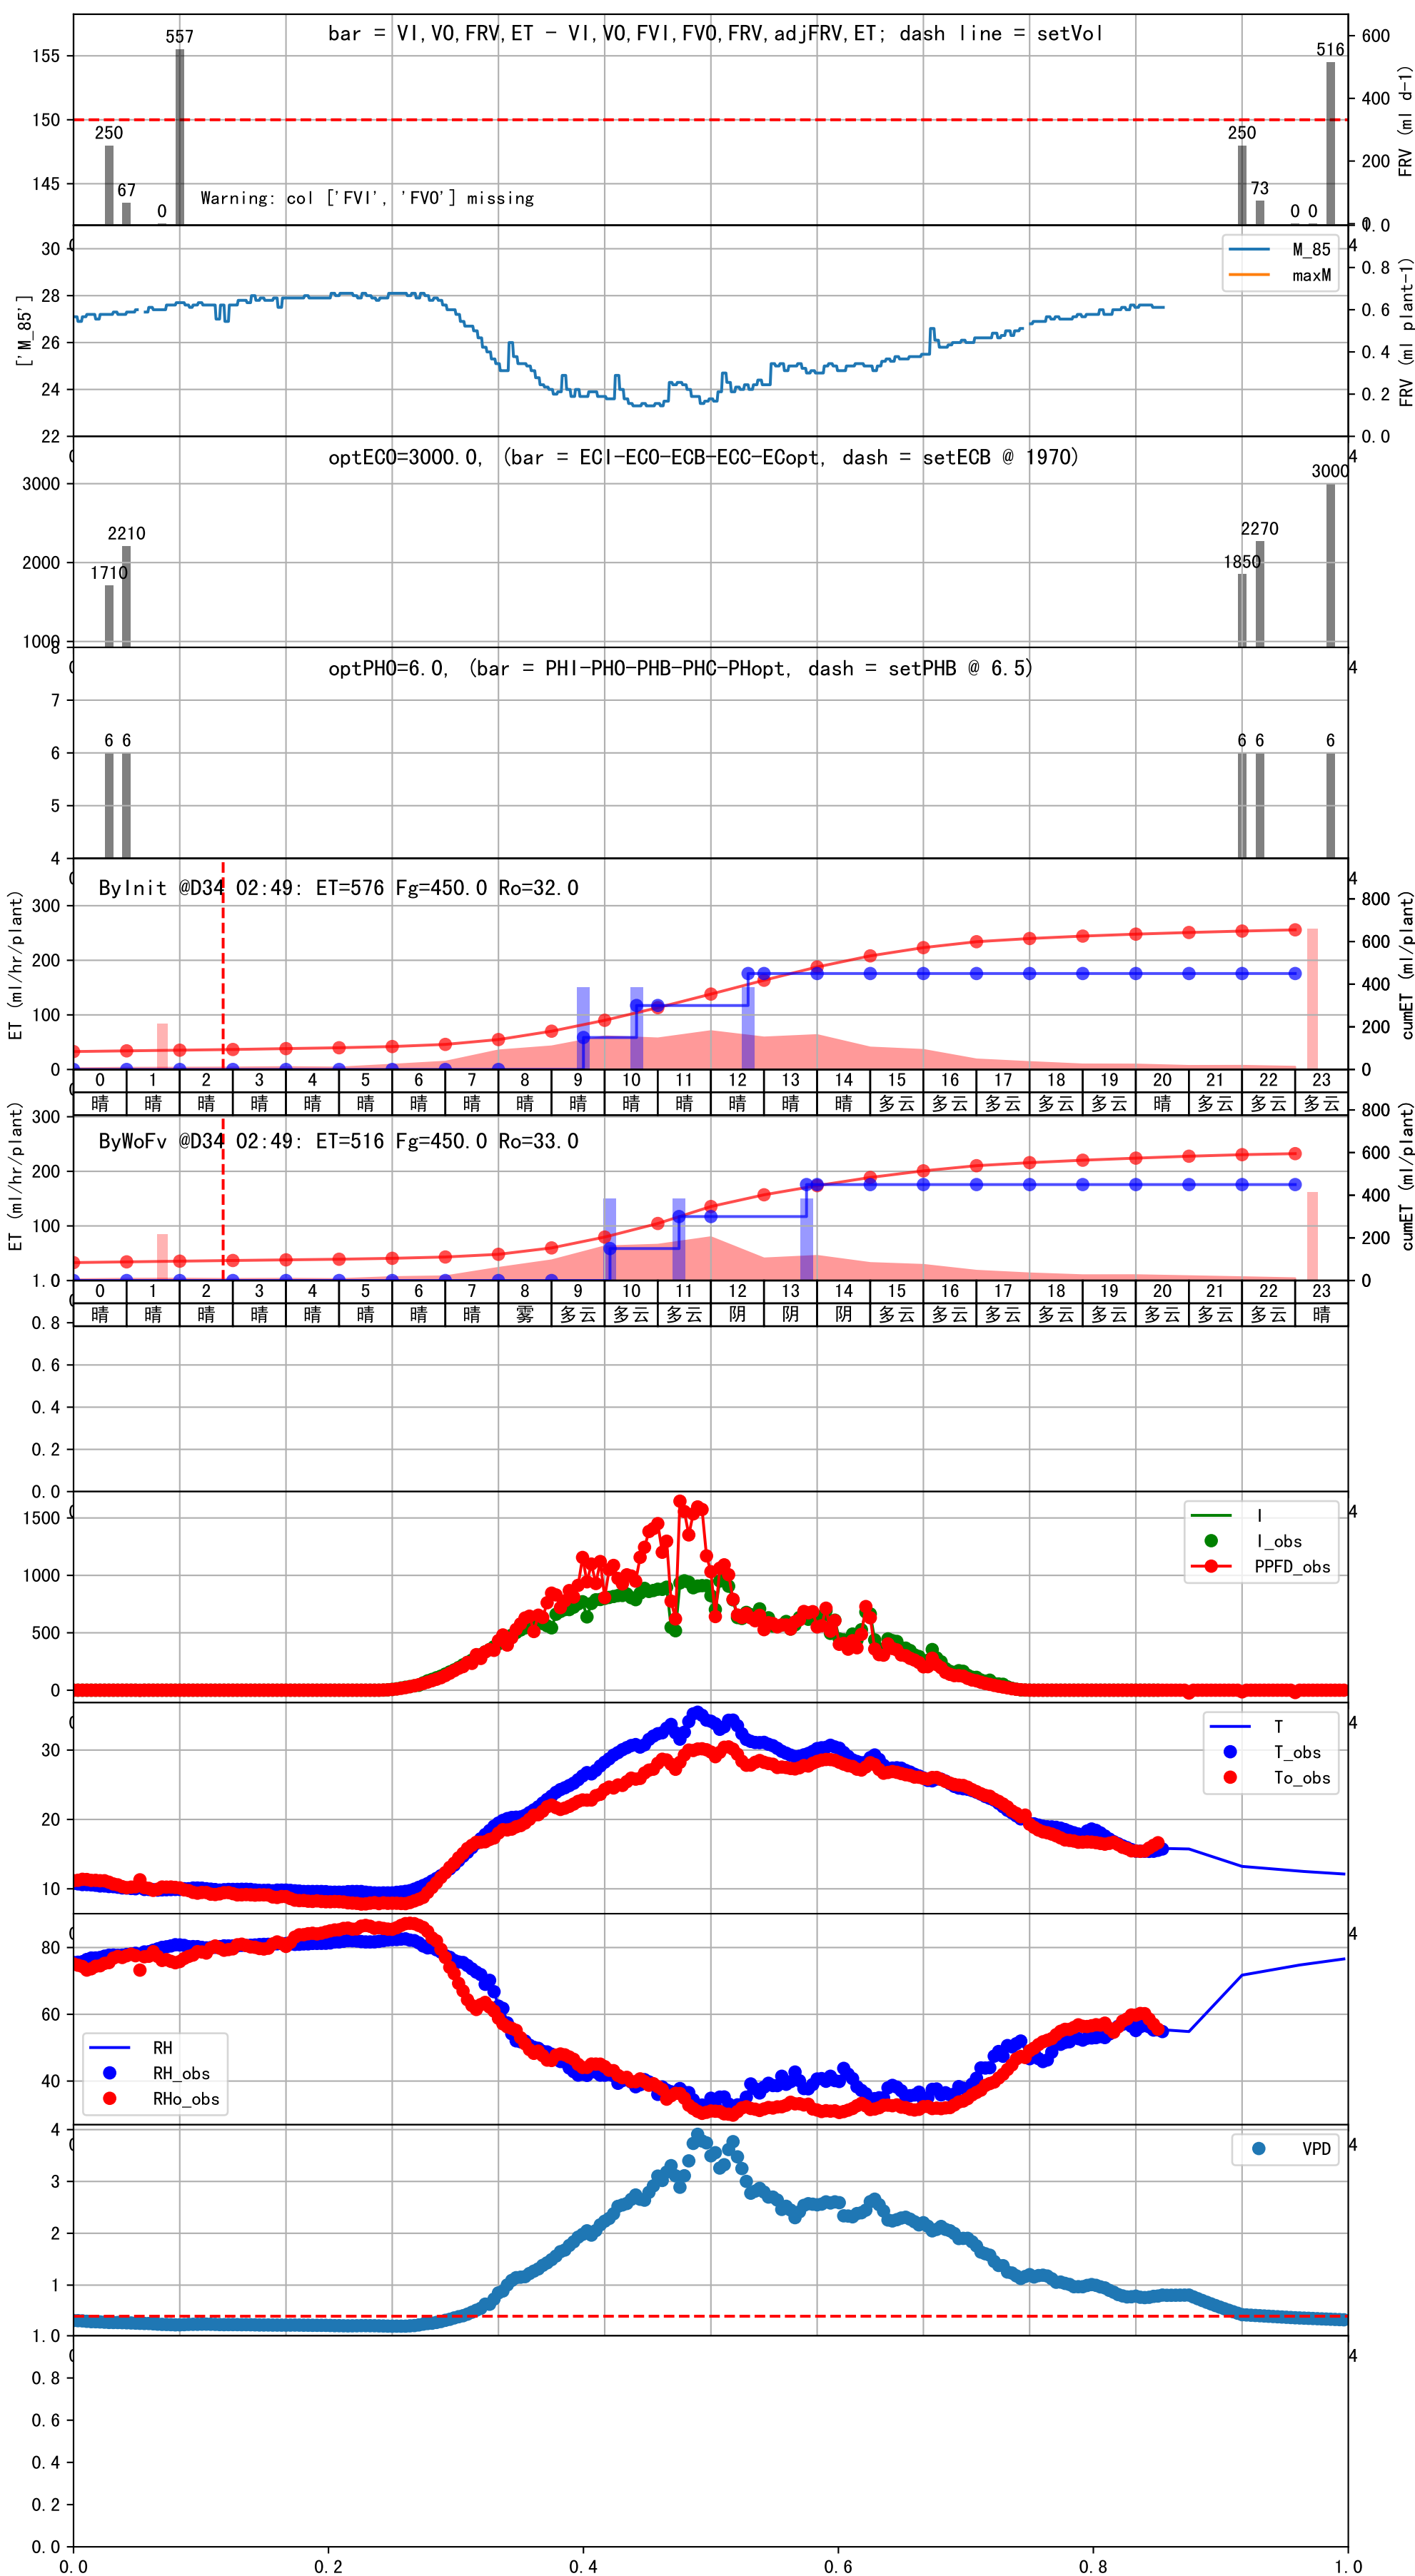 bar = VI,VO,FRV,ET - VI,VO,FVI,FVO,FRV,adjFRV,ET; dash line = setVol
155
150
145
600
400
200
0
FRV (ml d-1)
250
67
0
557
250
73
0
0
516
Warning: col ['FVI', 'FVO'] missing
30
28
26
24
22
['M_85']
M_85
maxM
1.0
0.8
0.6
0.4
0.2
0.0
FRV (ml plant-1)
optECO=3000.0, (bar = ECI-ECO-ECB-ECC-ECopt, dash = setECB @ 1970)
3000
2000
1000
1710
2210
1850
2270
3000
optPHO=6.0, (bar = PHI-PHO-PHB-PHC-PHopt, dash = setPHB @ 6.5)
8
7
6
5
4
6
6
6
6
6
ByInit @D34 02:49: ET=576 Fg=450.0 Ro=32.0
300
200
100
0
ET (ml/hr/plant)
800
600
400
200
0
cumET (ml/plant)
0 1 2 3 4 5 6 7 8 9 10 11 12 13 14 15 16 17 18 19 20 21 22 23
晴 晴 晴 晴 晴 晴 晴 晴 晴 晴 晴 晴 晴 晴 晴 多云 多云 多云 多云 多云 晴 多云 多云 多云
ByWoFv @D34 02:49: ET=516 Fg=450.0 Ro=33.0
300
200
100
ET (ml/hr/plant)
800
600
400
200
0
cumET (ml/plant)
0 1 2 3 4 5 6 7 8 9 10 11 12 13 14 15 16 17 18 19 20 21 22 23
晴 晴 晴 晴 晴 晴 晴 晴 雾 多云 多云 多云 阴 阴 阴 多云 多云 多云 多云 多云 多云 多云 多云 晴
1.0
0.8
0.6
0.4
0.2
0.0
1500
1000
500
0
I
I_obs
PPFD_obs
30
20
10
T
T_obs
To_obs
80
60
40
RH
RH_obs
RHo_obs
4
3
2
1
VPD
1.0
0.8
0.6
0.4
0.2
0.0
0.0 0.2 0.4 0.6 0.8 1.0